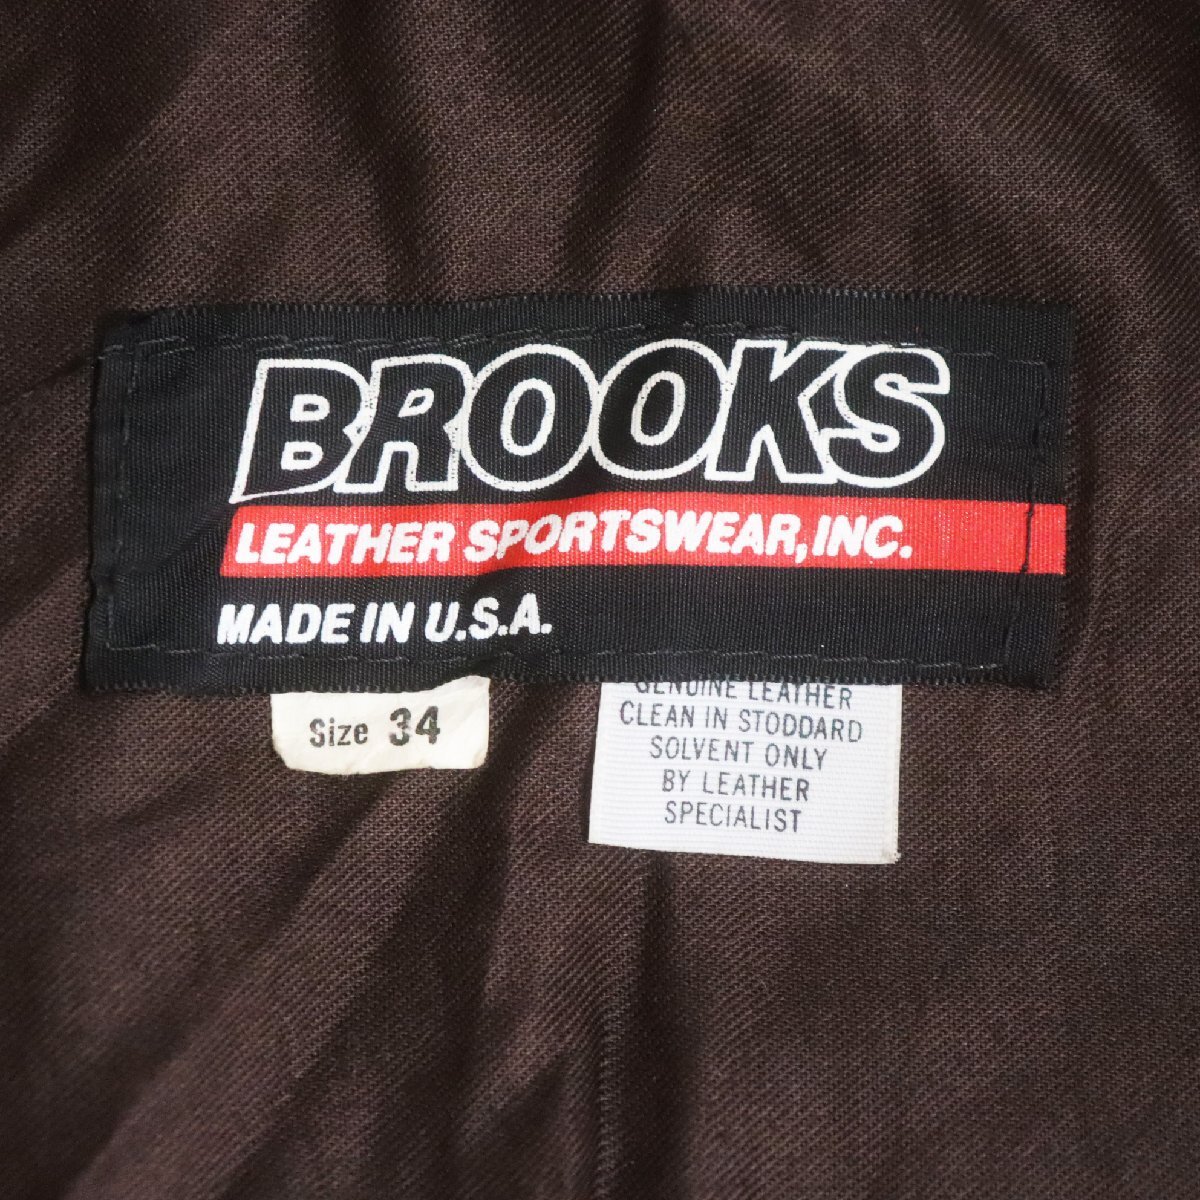 BROOKS
LEATHER SPORTSWEAR, INC.
MADE IN U.S.A.
Size 34
GENUINE LEATHER
CLEAN IN STODDARD
SOLVENT ONLY
BY LEATHER
SPECIALIST